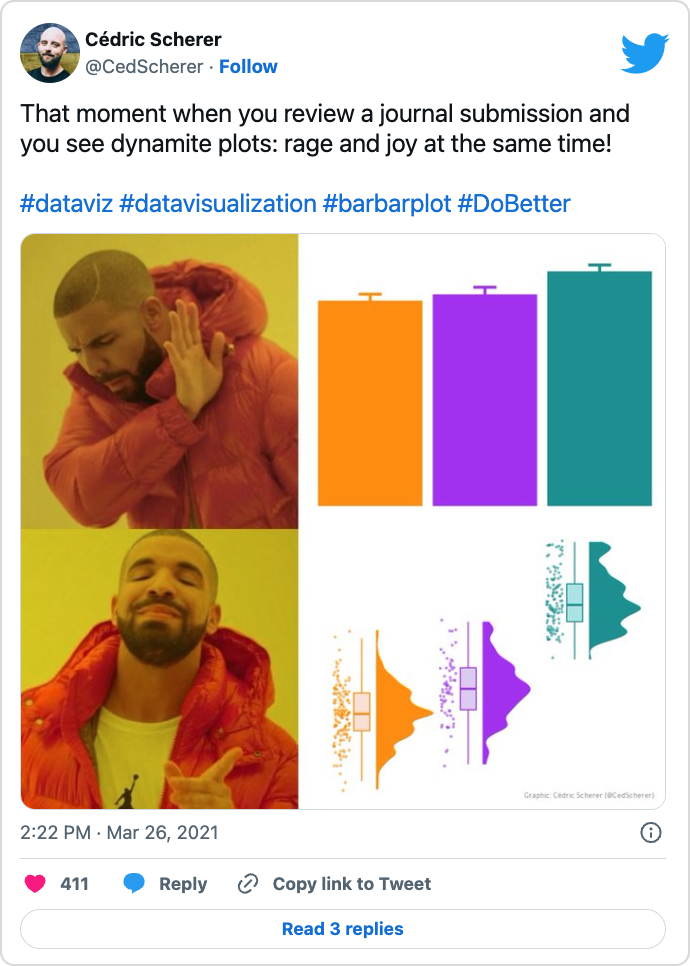 Cédric Scherer
@CedScherer · Follow
That moment when you review a journal submission and
you see dynamite plots: rage and joy at the same time!
#dataviz #datavisualization #barbarplot #DoBetter
Graphic: Cédric Scherer (@CedScherer)
2:22 PM · Mar 26, 2021
411 Reply Copy link to Tweet
Read 3 replies